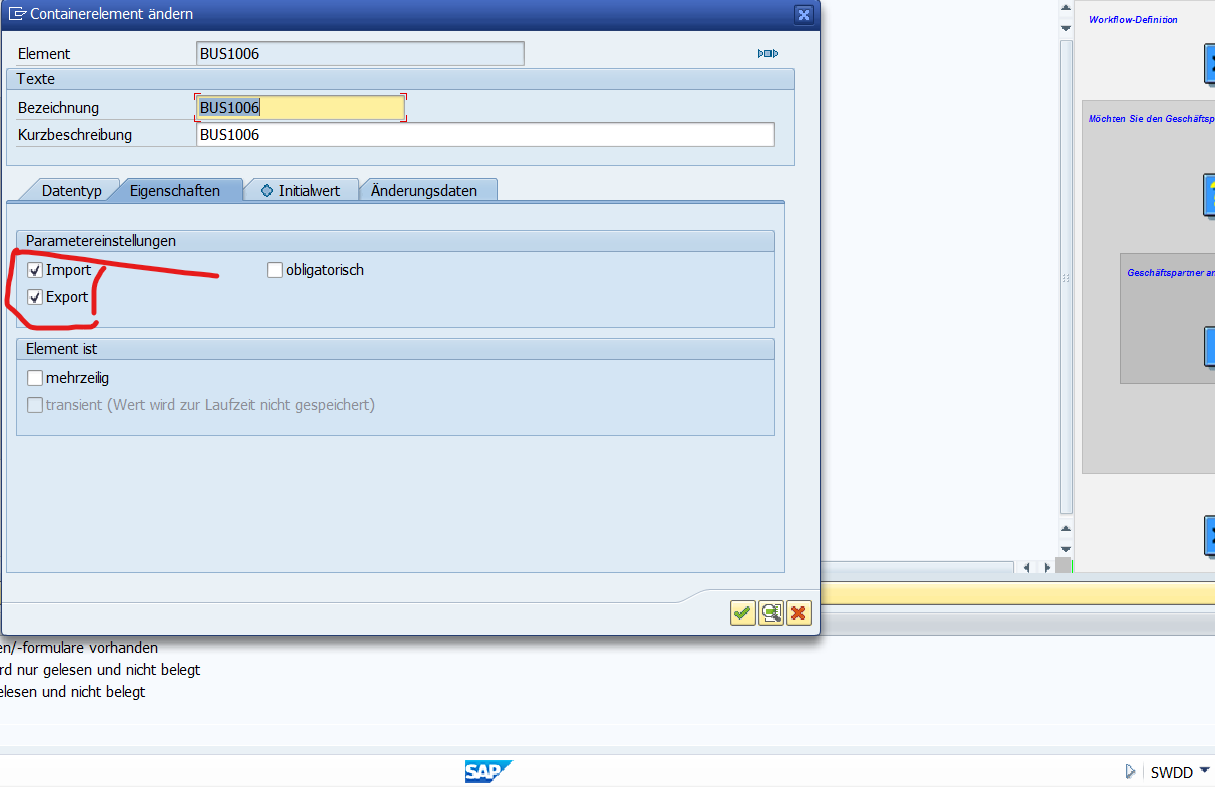 Containerelement ändern
Workflow-Definition
Element BUS1006
Texte
Bezeichnung BUS1006
Kurzbeschreibung BUS1006
Möchten Sie den Geschäftsp
Datentyp Eigenschaften Initialwert Änderungsdaten
Parametereinstellungen
Import obligatorisch
Export
Geschäftspartner an
Element ist
mehrzeilig
transient (Wert wird zur Laufzeit nicht gespeichert)
en/-formulare vorhanden
rd nur gelesen und nicht belegt
elesen und nicht belegt
SAP SWDD